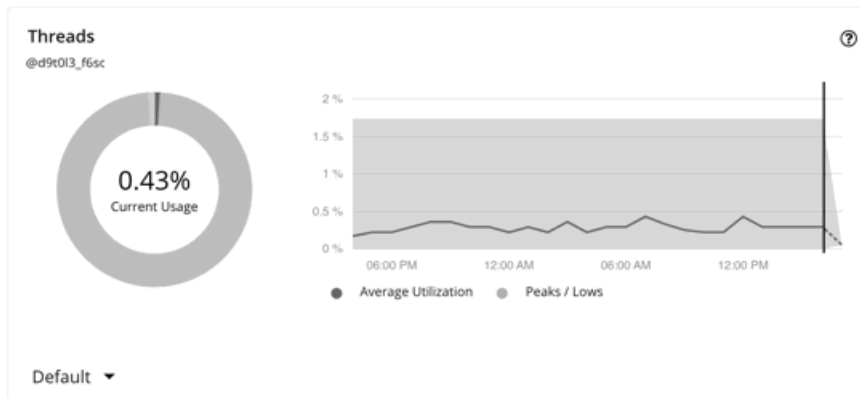 Threads
@d9t0l3_f6sc
0.43%
Current Usage
2 %
1.5 %
1 %
0.5 %
0 %
06:00 PM 12:00 AM 06:00 AM 12:00 PM
Average Utilization Peaks / Lows
Default